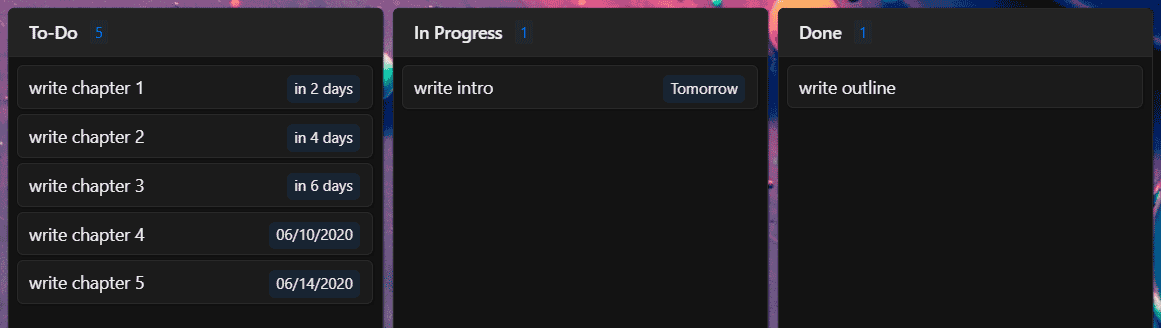 To-Do 5
write chapter 1 in 2 days
write chapter 2 in 4 days
write chapter 3 in 6 days
write chapter 4 06/10/2020
write chapter 5 06/14/2020
In Progress 1
write intro Tomorrow
Done 1
write outline